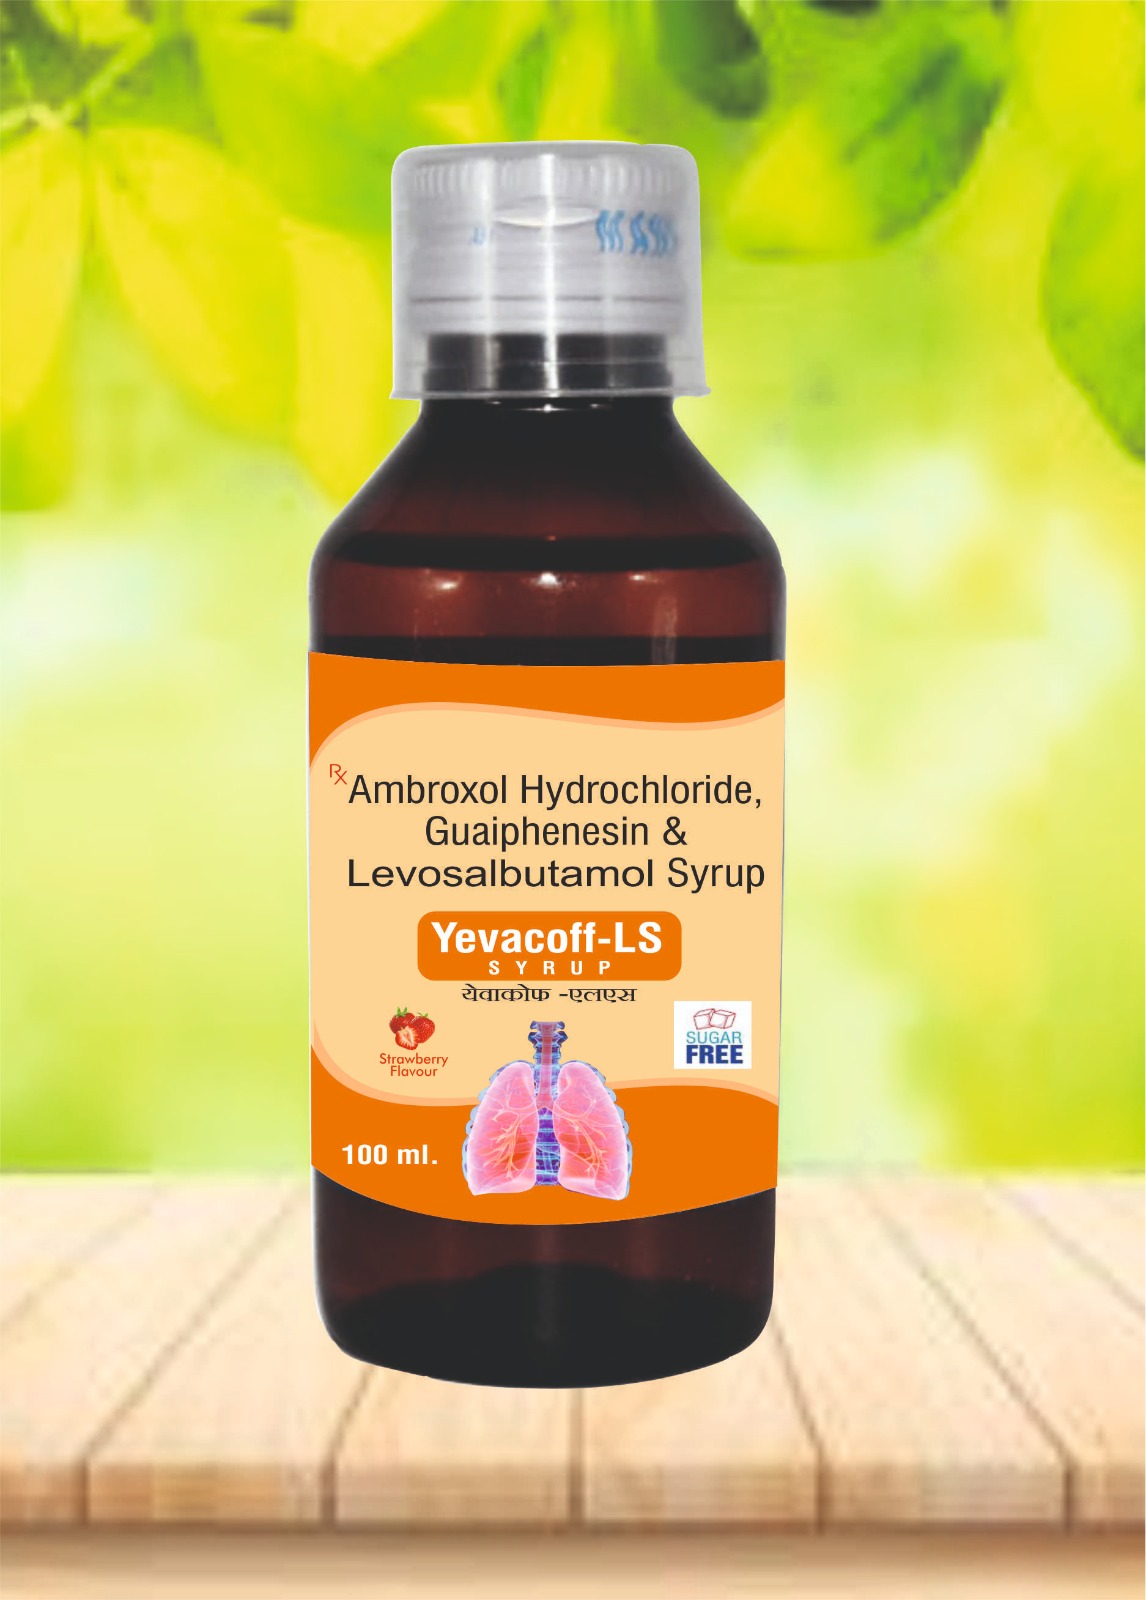 Rx Ambroxol Hydrochloride,
Guaiphenesin &
Levosalbutamol Syrup
Yevacoff-LS
SYRUP
येवाकोफ -एलएस
Strawberry
Flavour
SUGAR
FREE
100 ml.